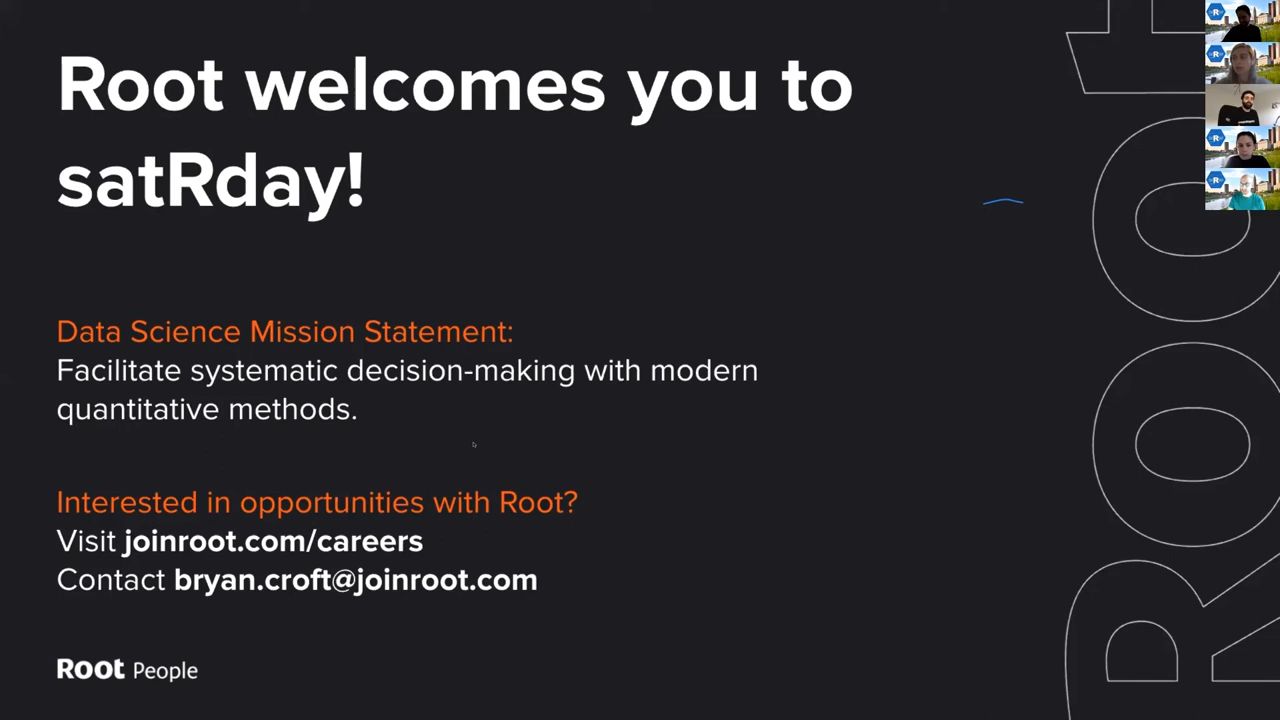 Root welcomes you to
satRday!
Data Science Mission Statement:
Facilitate systematic decision-making with modern
quantitative methods.
Interested in opportunities with Root?
Visit joinroot.com/careers
Contact bryan.croft@joinroot.com
Root People
Root
R
R
R
R